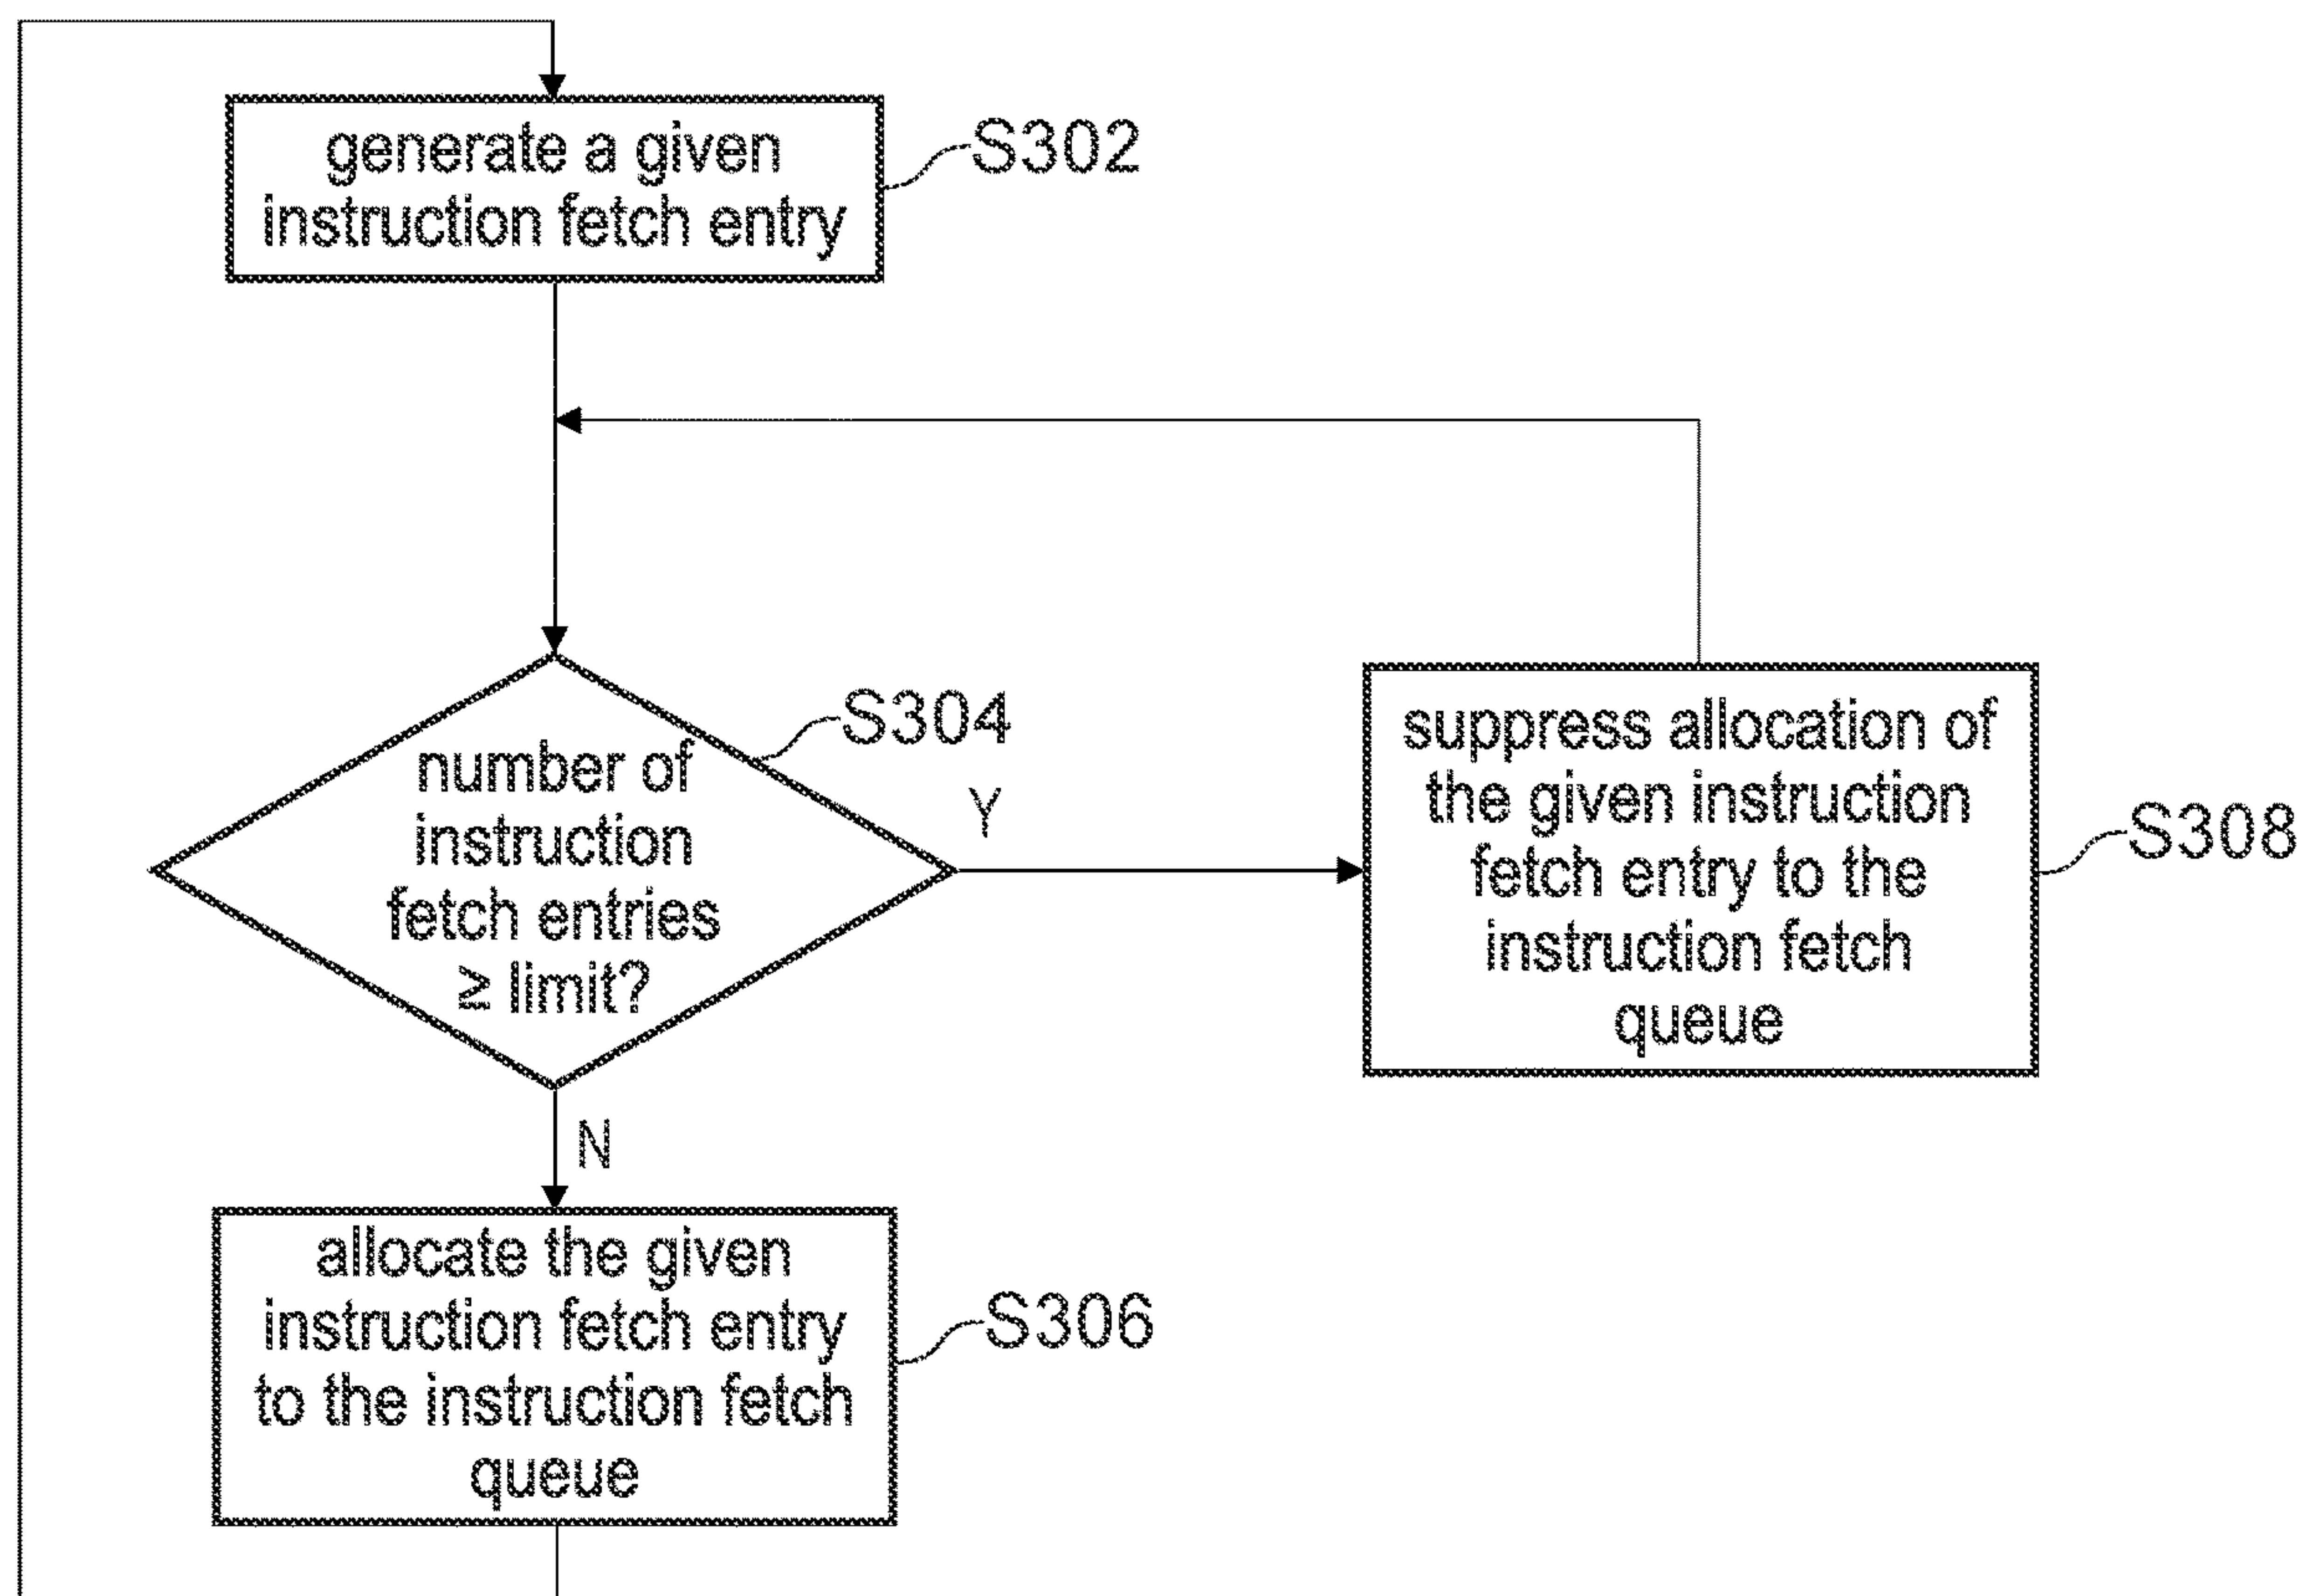 generate a given
instruction fetch entry
S302
number of
instruction
fetch entries
≥ limit?
S304
Y
suppress allocation of
the given instruction
fetch entry to the
instruction fetch
queue
S308
N
allocate the given
instruction fetch entry
to the instruction fetch
queue
S306